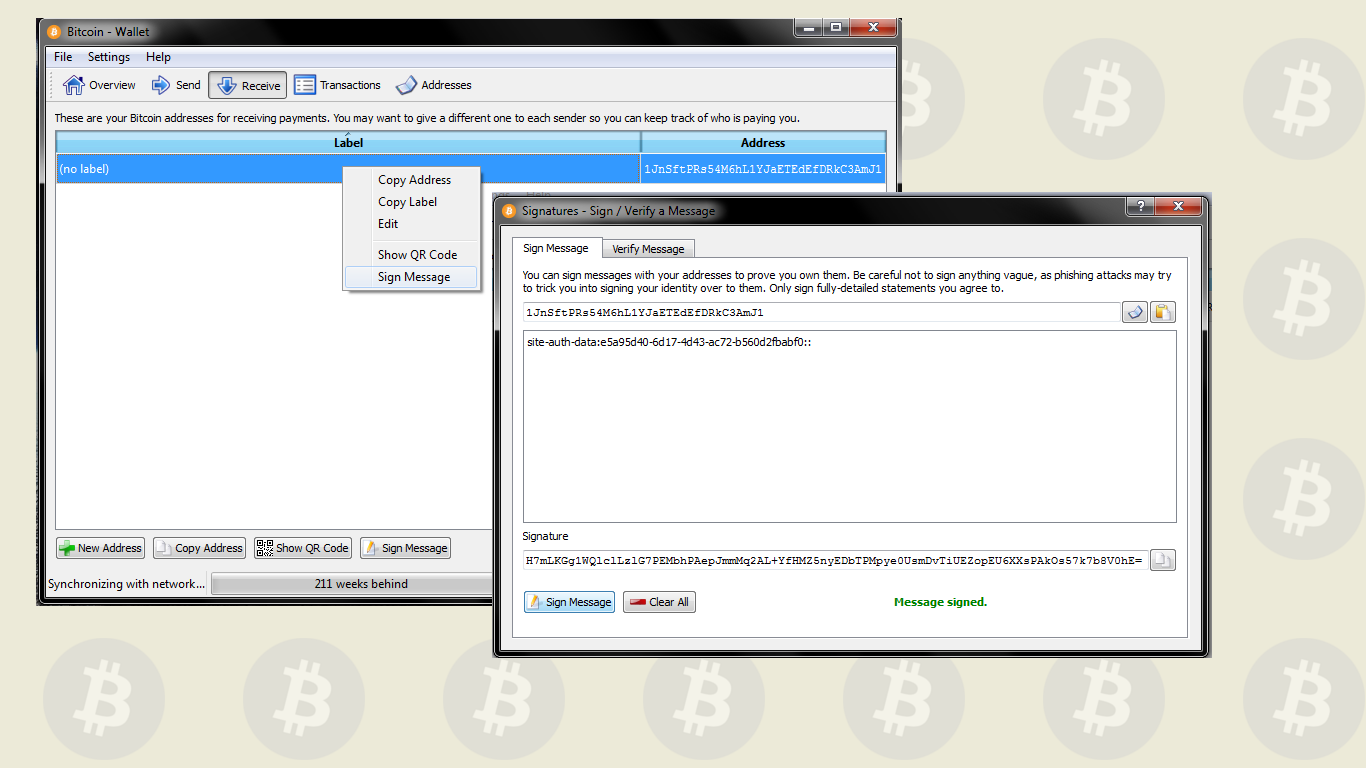 Bitcoin - Wallet
File Settings Help
Overview Send Receive Transactions Addresses
These are your Bitcoin addresses for receiving payments. You may want to give a different one to each sender so you can keep track of who is paying you.
Label Address
(no label) 1JnSftPRs54M6hL1YJaETEdEfDRkC3AmJ1
Copy Address
Copy Label
Edit
Show QR Code
Sign Message
New Address Copy Address Show QR Code Sign Message
Synchronizing with network... 211 weeks behind
Signatures - Sign / Verify a Message
Sign Message Verify Message
You can sign messages with your addresses to prove you own them. Be careful not to sign anything vague, as phishing attacks may try
to trick you into signing your identity over to them. Only sign fully-detailed statements you agree to.
1JnSftPRs54M6hL1YJaETEdEfDRkC3AmJ1
site-auth-data:e5a95d40-6d17-4d43-ac72-b560d2fbabf0::
Signature
H7mLKGg1WQlclLzlG7PEMbhPAepJmmMq2AL+YfHMZ5nyEDbTPMpye0UsmDvTiUEZopEU6XXsPAkOs57k7b8V0hE=
Sign Message Clear All Message signed.